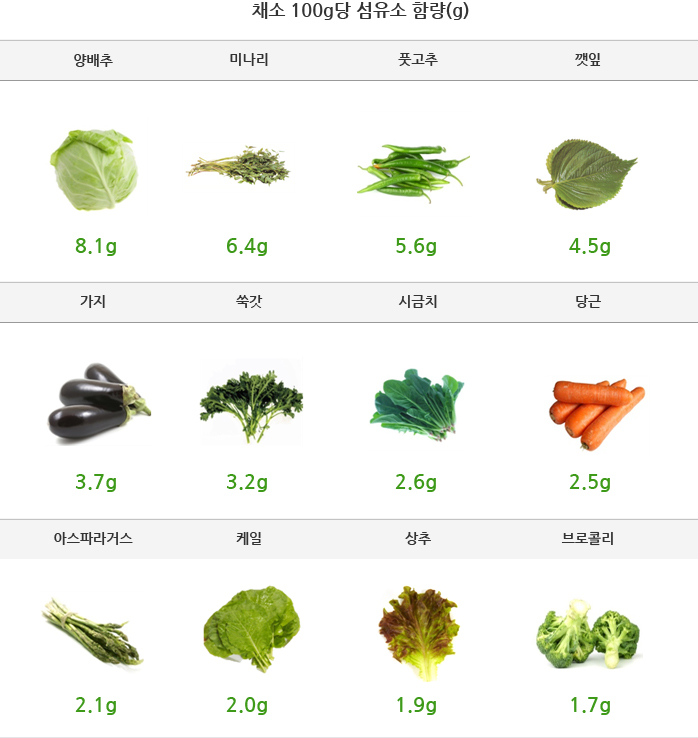 채소 100g당 섬유소 함량(g)
양배추 미나리 풋고추 깻잎
8.1g 6.4g 5.6g 4.5g
가지 쑥갓 시금치 당근
3.7g 3.2g 2.6g 2.5g
아스파라거스 케일 상추 브로콜리
2.1g 2.0g 1.9g 1.7g